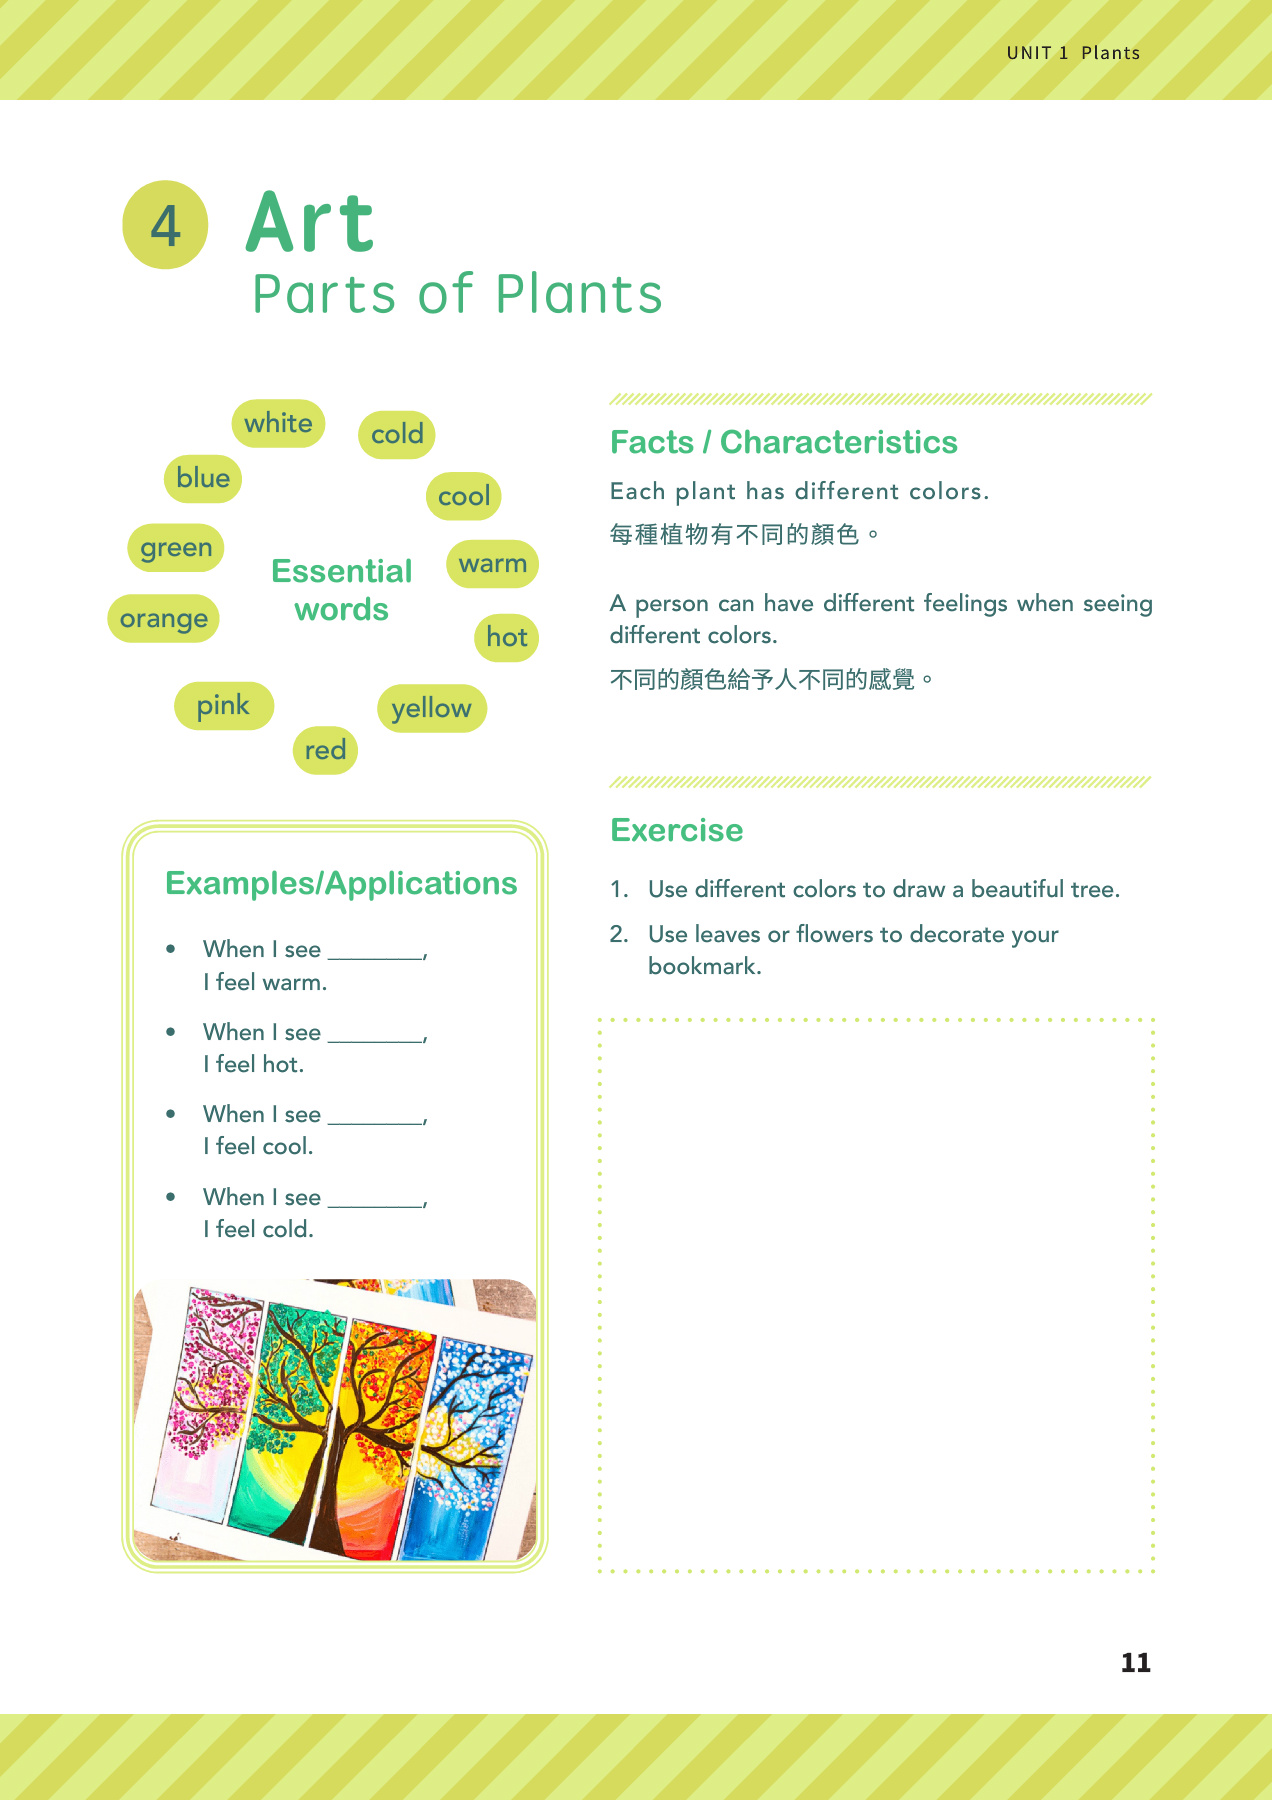 UNIT 1 Plants
4
Art
Parts of Plants
white
cold
blue
cool
green
warm
orange
hot
pink
yellow
red
Essential
words
Facts / Characteristics
Each plant has different colors.
每種植物有不同的顏色。
A person can have different feelings when seeing
different colors.
不同的顏色給予人不同的感覺。
Examples/Applications
• When I see ________,
I feel warm.
• When I see ________,
I feel hot.
• When I see ________,
I feel cool.
• When I see ________,
I feel cold.
Exercise
1. Use different colors to draw a beautiful tree.
2. Use leaves or flowers to decorate your
bookmark.
11